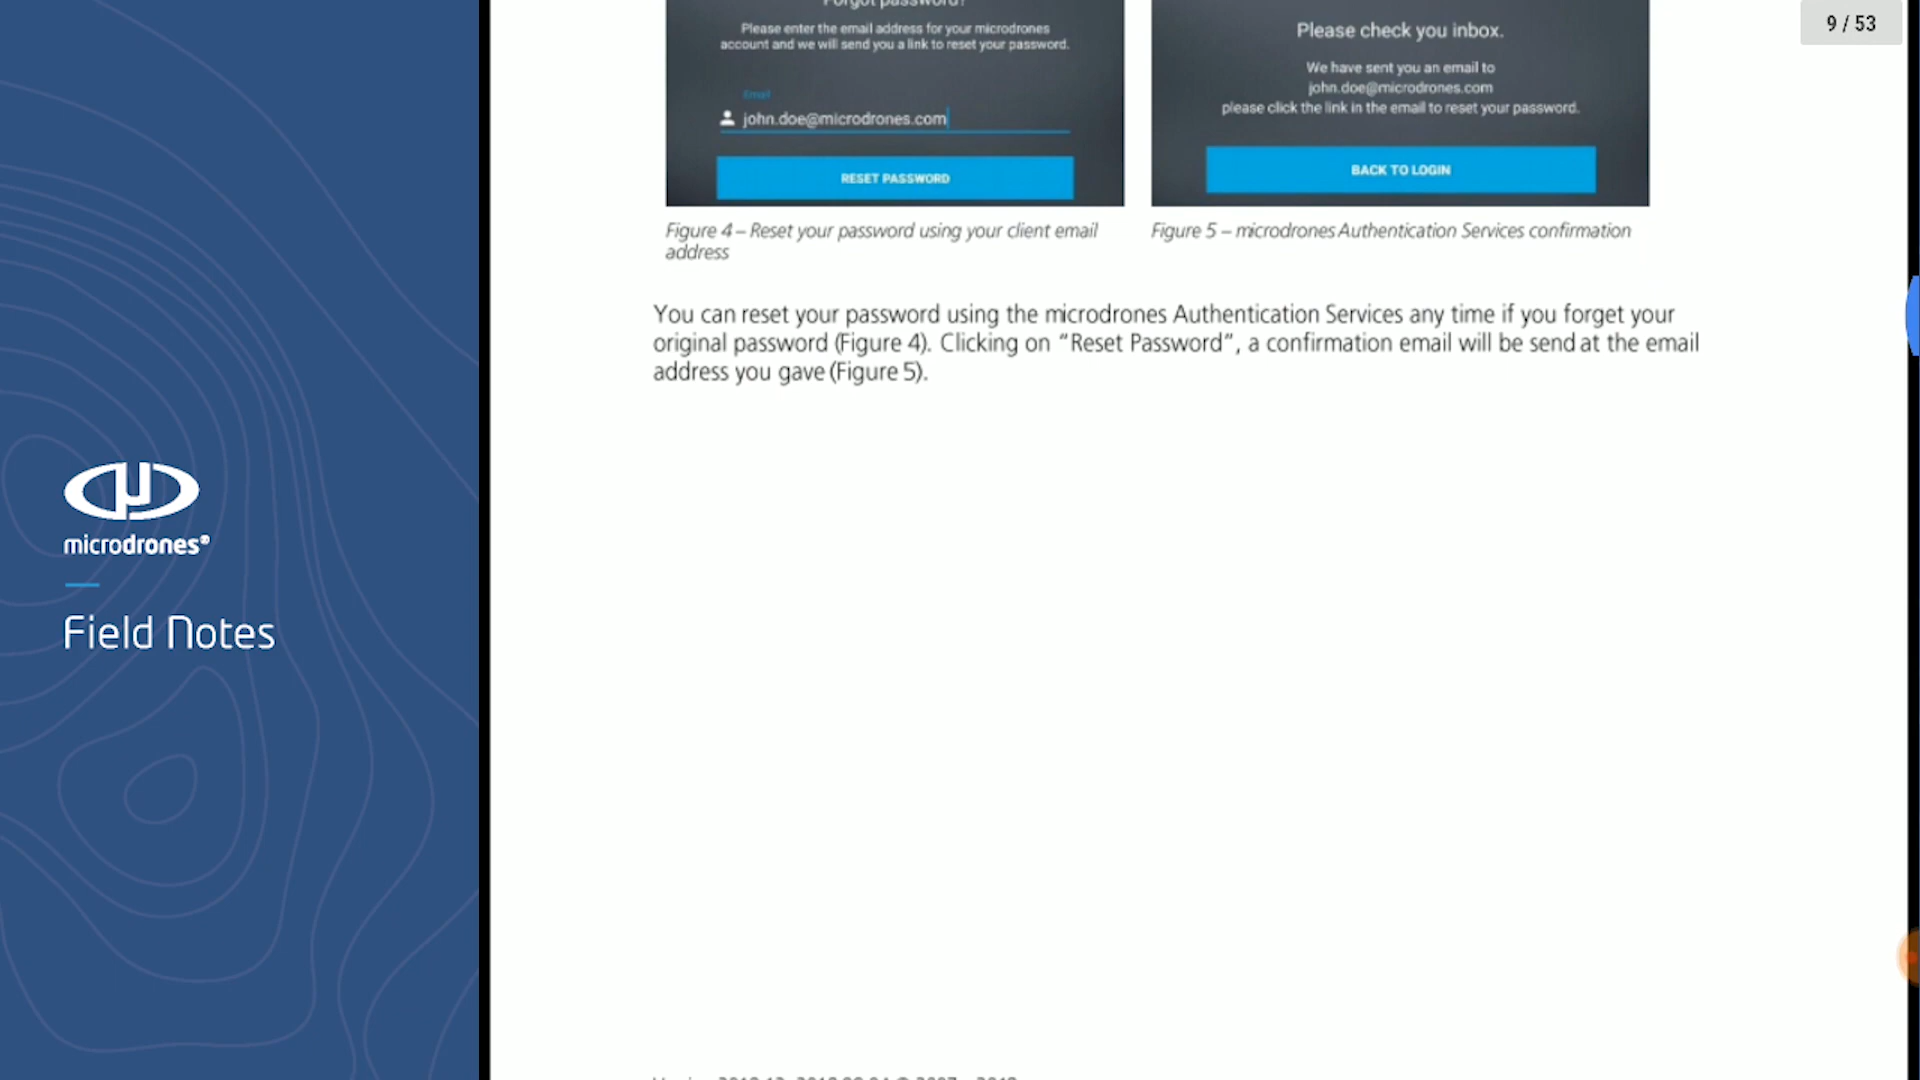 9 / 53
Forgot password?
Please enter the email address for your microdrones
account and we will send you a link to reset your password.
Email
john.doe@microdrones.com
RESET PASSWORD
Please check you inbox.
We have sent you an email to
john.doe@microdrones.com
please click the link in the email to reset your password.
BACK TO LOGIN
Figure 4 – Reset your password using your client email
address
Figure 5 – microdrones Authentication Services confirmation
You can reset your password using the microdrones Authentication Services any time if you forget your
original password (Figure 4). Clicking on “Reset Password”, a confirmation email will be send at the email
address you gave (Figure 5).
microdrones®
Field Notes